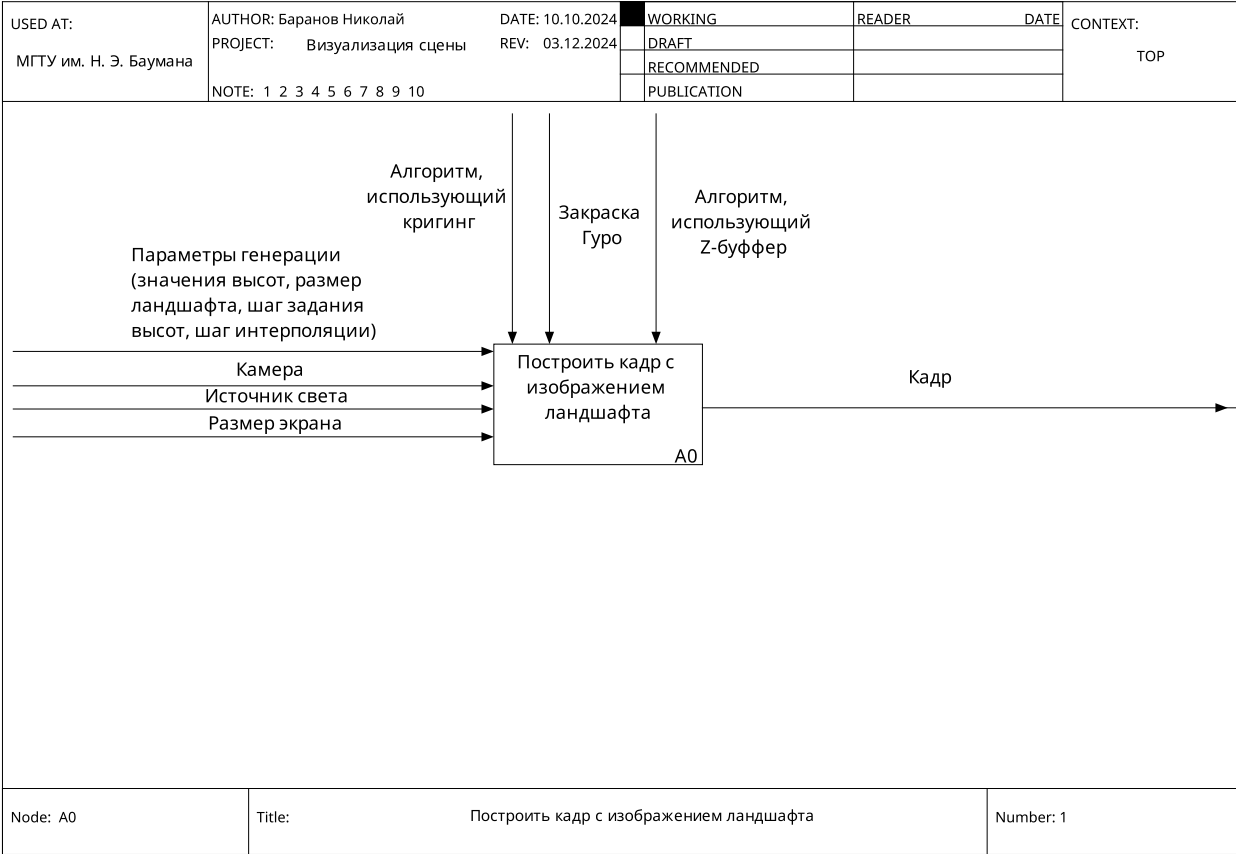 USED AT:
МГТУ им. Н. Э. Баумана
AUTHOR: Баранов Николай
DATE: 10.10.2024
PROJECT: Визуализация сцены
REV: 03.12.2024
NOTE: 1 2 3 4 5 6 7 8 9 10
WORKING
DRAFT
RECOMMENDED
PUBLICATION
READER DATE
CONTEXT:
TOP
Алгоритм,
использующий
кригинг
Закраска
Гуро
Алгоритм,
использующий
Z-буффер
Параметры генерации
(значения высот, размер
ландшафта, шаг задания
высот, шаг интерполяции)
Камера
Источник света
Размер экрана
Построить кадр с
изображением
ландшафта
A0
Кадр
Node: A0
Title: Построить кадр с изображением ландшафта
Number: 1